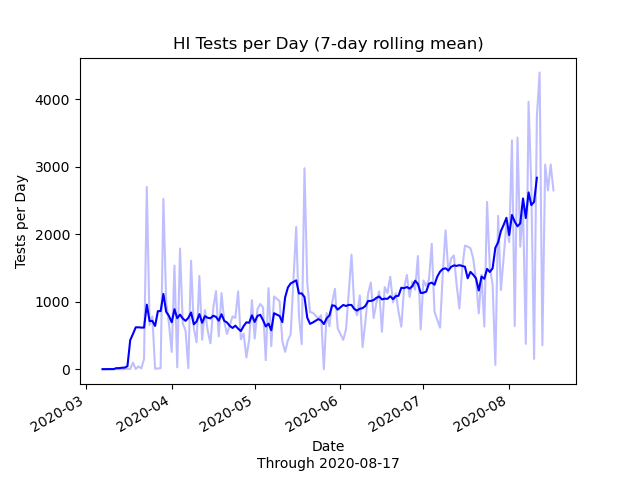 HI Tests per Day (7-day rolling mean)
4000
3000
2000
1000
0
Tests per Day
2020-03 2020-04 2020-05 2020-06 2020-07 2020-08
Date
Through 2020-08-17